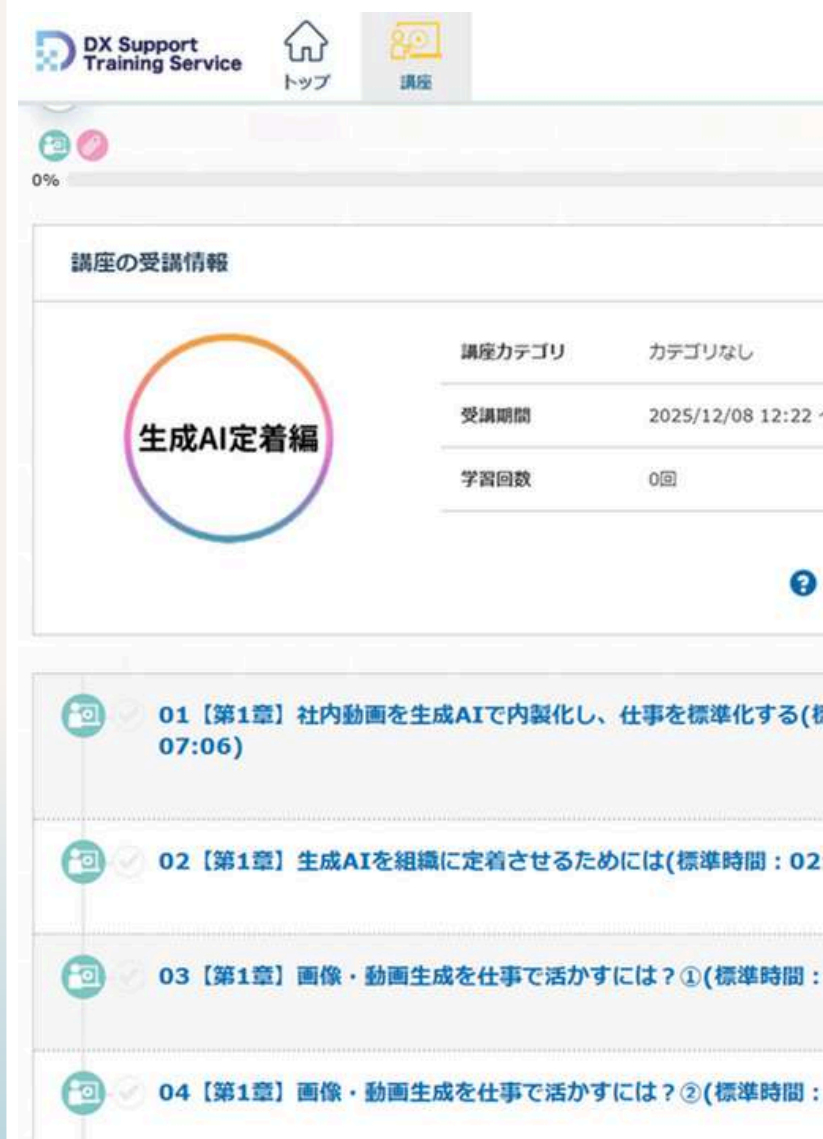 DX Support
Training Service
トップ
講座
0%
講座の受講情報
生成AI定着編
講座カテゴリ
カテゴリなし
受講期間
2025/12/08 12:22
学習回数
0回
?
01【第1章】社内動画を生成AIで内製化し、仕事を標準化する(標
07:06)
02【第1章】生成AIを組織に定着させるためには(標準時間：02
03【第1章】画像・動画生成を仕事で活かすには？①(標準時間：
04【第1章】画像・動画生成を仕事で活かすには？②(標準時間：